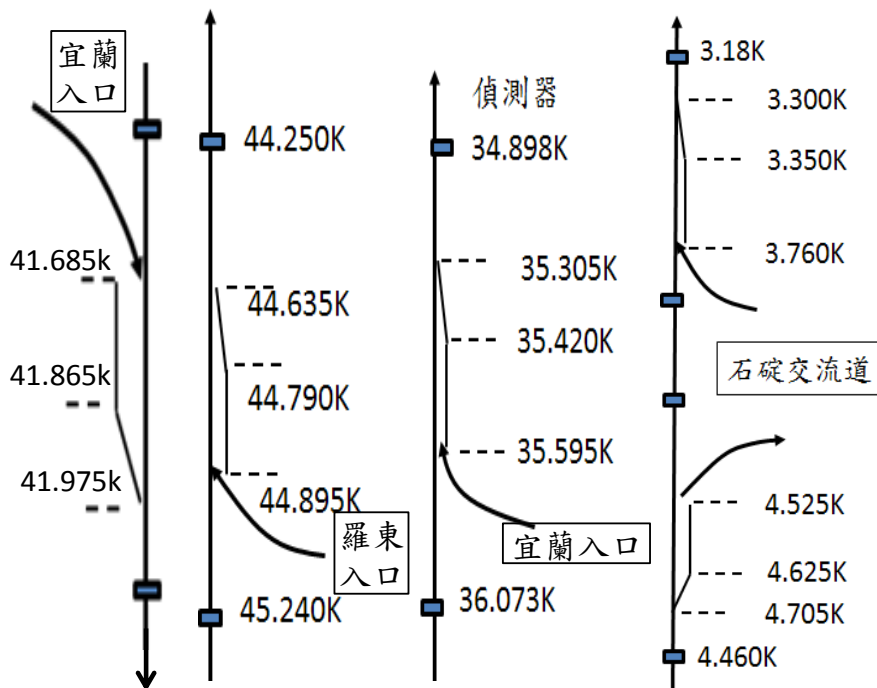 宜蘭
入口
41.685k
41.865k
41.975k
44.250K
44.635K
44.790K
44.895K
羅東
入口
45.240K
偵測器
34.898K
35.305K
35.420K
35.595K
宜蘭入口
36.073K
3.18K
3.300K
3.350K
3.760K
石碇交流道
4.525K
4.625K
4.705K
4.460K